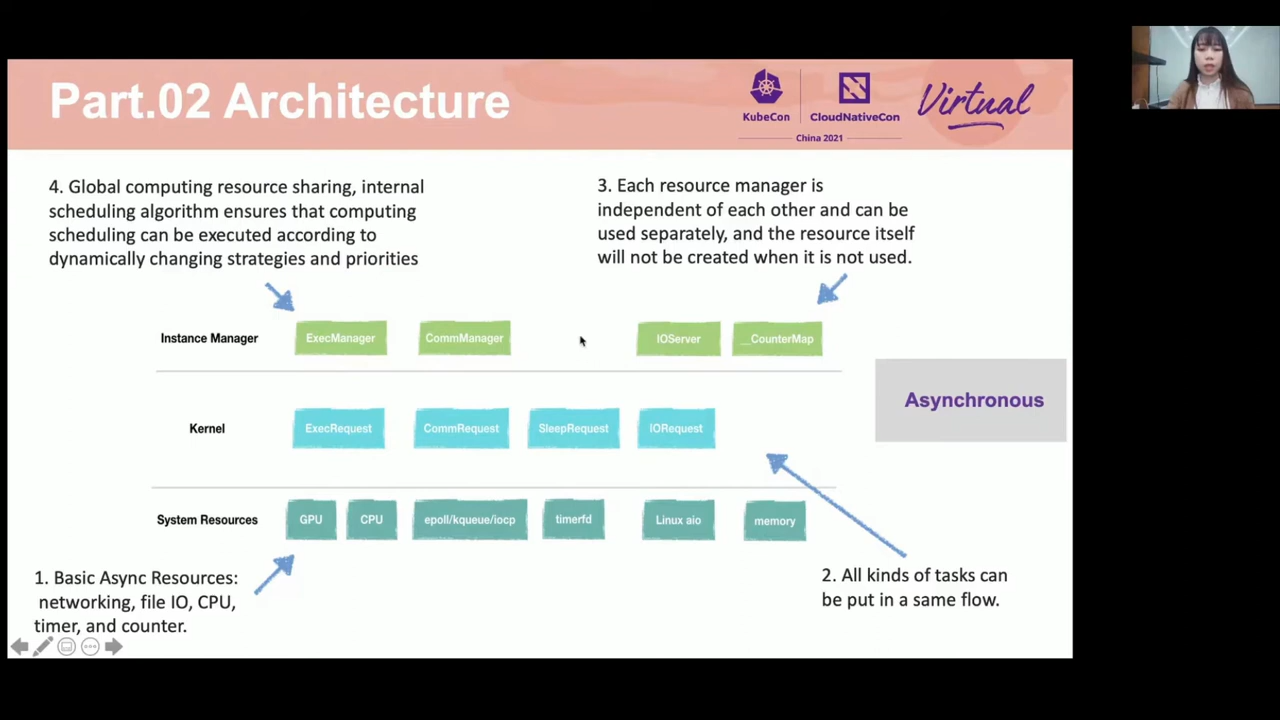 Part.02 Architecture
KubeCon
CloudNativeCon
Virtual
China 2021
4. Global computing resource sharing, internal
scheduling algorithm ensures that computing
scheduling can be executed according to
dynamically changing strategies and priorities
3. Each resource manager is
independent of each other and can be
used separately, and the resource itself
will not be created when it is not used.
Instance Manager
ExecManager
CommManager
IOServer
__CounterMap
Asynchronous
Kernel
ExecRequest
CommRequest
SleepRequest
IORequest
System Resources
GPU
CPU
epoll/kqueue/iocp
timerfd
Linux aio
memory
1. Basic Async Resources:
networking, file IO, CPU,
timer, and counter.
2. All kinds of tasks can
be put in a same flow.